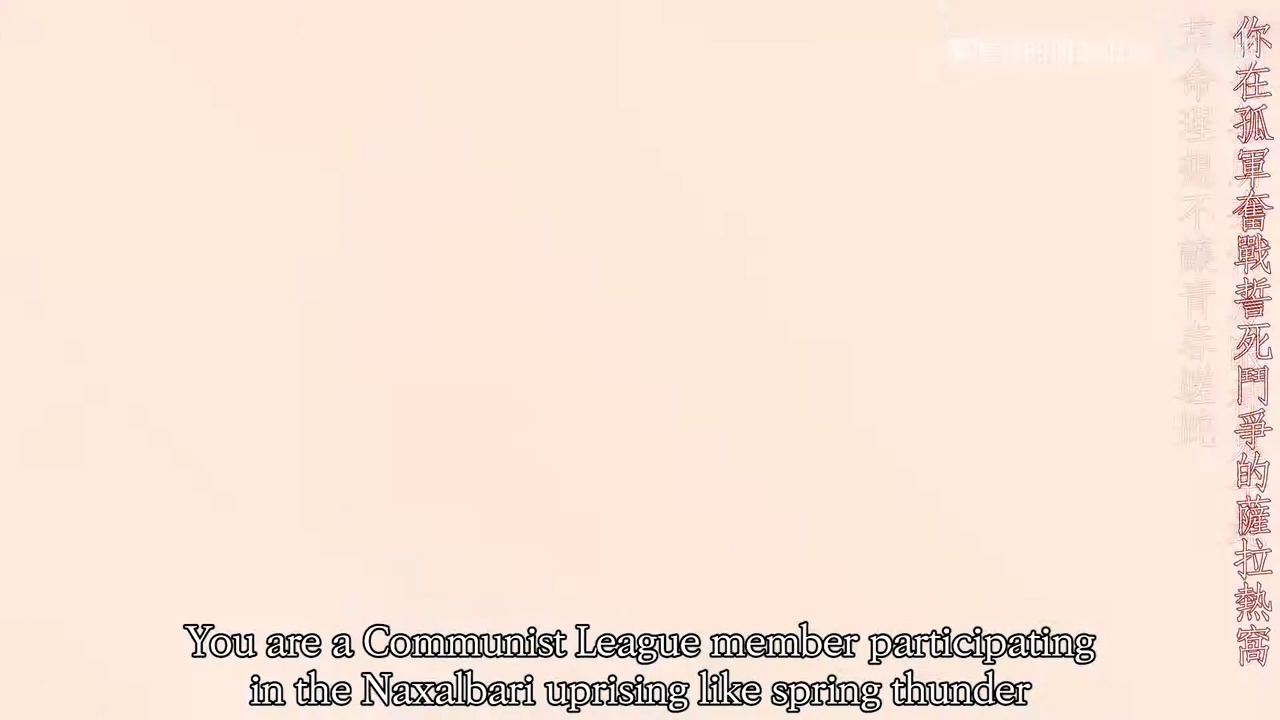 你在孤軍奮戰誓死鬥爭的薩拉熱窩
革命理想不讓青春蹉跎
You are a Communist League member participating
in the Naxalbari uprising like spring thunder